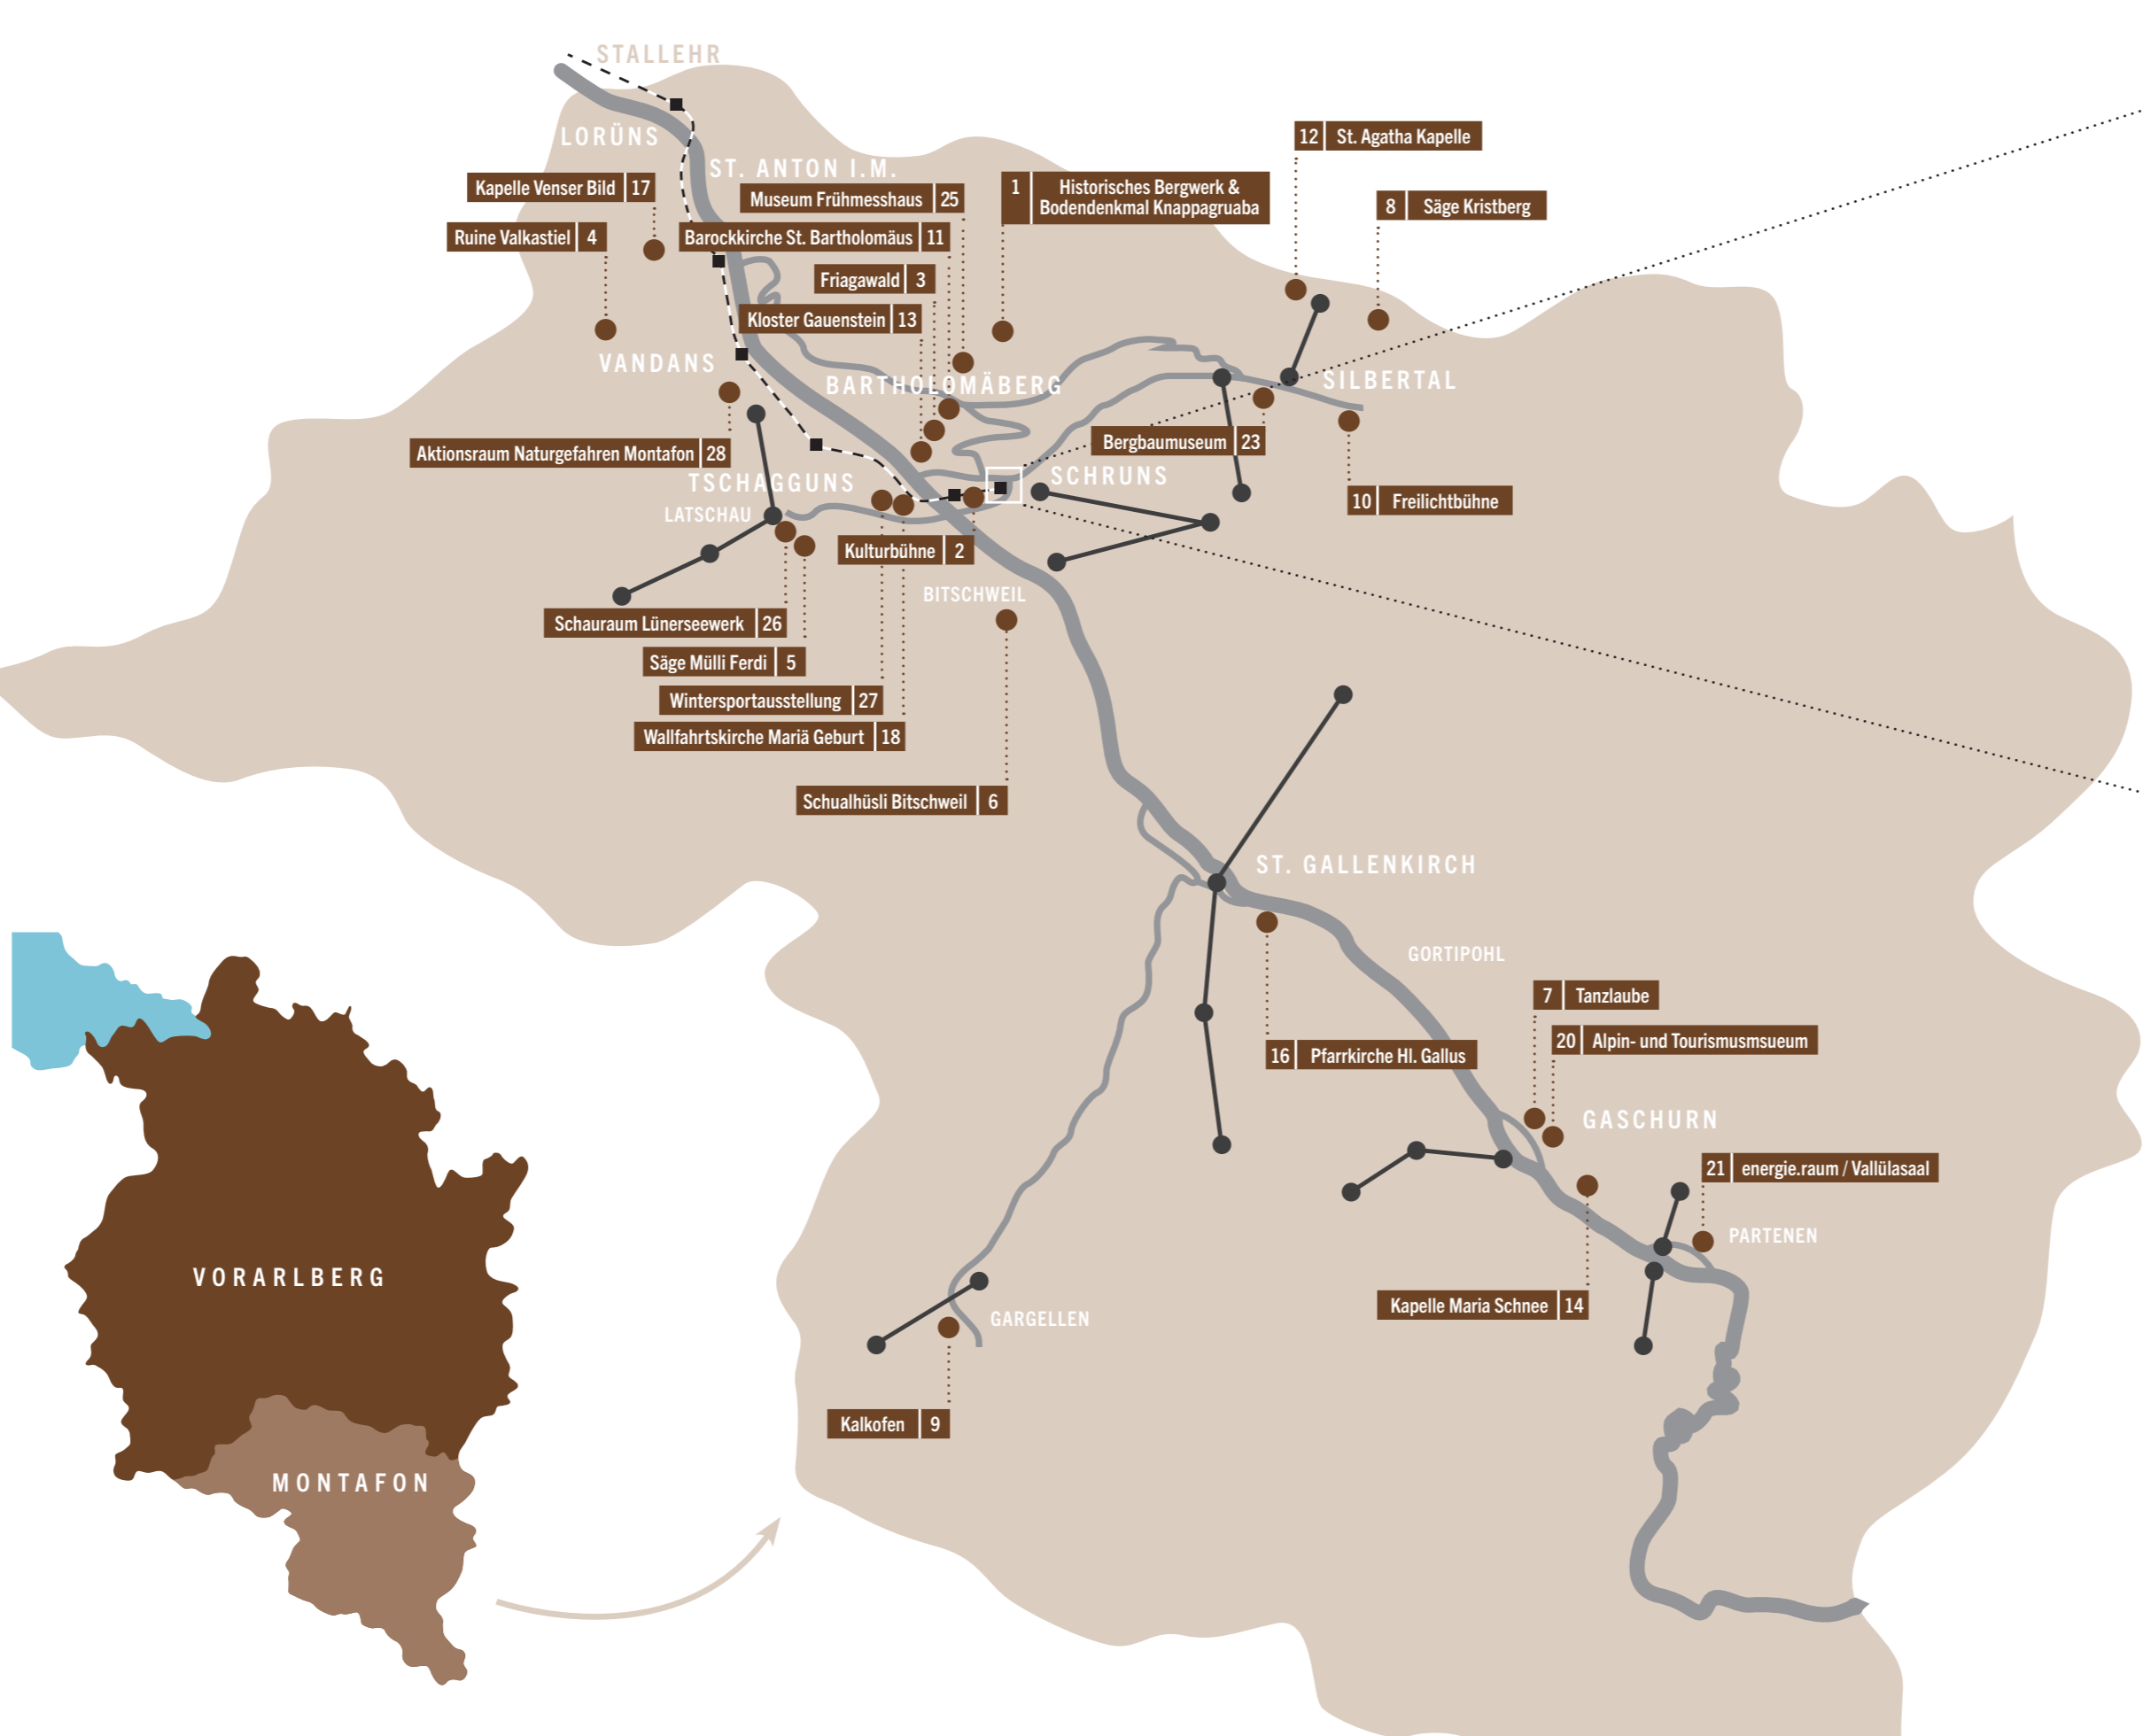 STALLEHR
LORÜNS
12 St. Agatha Kapelle
ST. ANTON I.M.
Kapelle Venser Bild 17
Museum Frühmesshaus 25
1 Historisches Bergwerk &
Bodendenkmal Knappagruaba
8 Säge Kristberg
Ruine Valkastiel 4
Barockkirche St. Bartholomäus 11
Friagawald 3
Kloster Gauenstein 13
VANDANS
BARTHOLOMÄBERG
SILBERTAL
Aktionsraum Naturgefahren Montafon 28
Bergbaumuseum 23
TSCHAGGUNS
SCHRUNS
LATSCHAU
10 Freilichtbühne
Kulturbühne 2
BITSCHWEIL
Schauraum Lünerseewerk 26
Säge Mülli Ferdi 5
Wintersportausstellung 27
Wallfahrtskirche Mariä Geburt 18
Schualhüsli Bitschweil 6
ST. GALLENKIRCH
GORTIPOHL
7 Tanzlaube
20 Alpin- und Tourismusmsueum
16 Pfarrkirche Hl. Gallus
GASCHURN
21 energie.raum / Vallülasaal
PARTENEN
Kapelle Maria Schnee 14
GARGELLEN
Kalkofen 9
VORARLBERG
MONTAFON